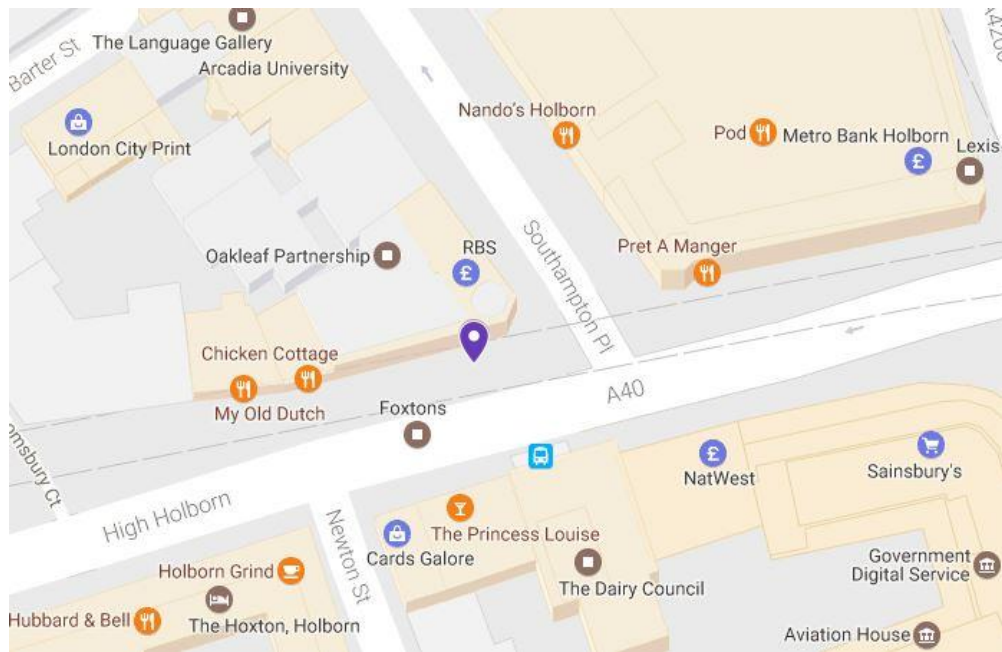 The Language Gallery
Arcadia University
Barter St
A4200
London City Print
Nando's Holborn
Pod
Metro Bank Holborn
Lexis
Oakleaf Partnership
RBS
£
£
Southampton Pl
Pret A Manger
Chicken Cottage
My Old Dutch
Foxtons
A40
omsbury Ct
High Holborn
NatWest
£
Sainsbury's
Newton St
The Princess Louise
Cards Galore
Holborn Grind
The Hoxton, Holborn
Hubbard & Bell
The Dairy Council
Government
Digital Service
Aviation House